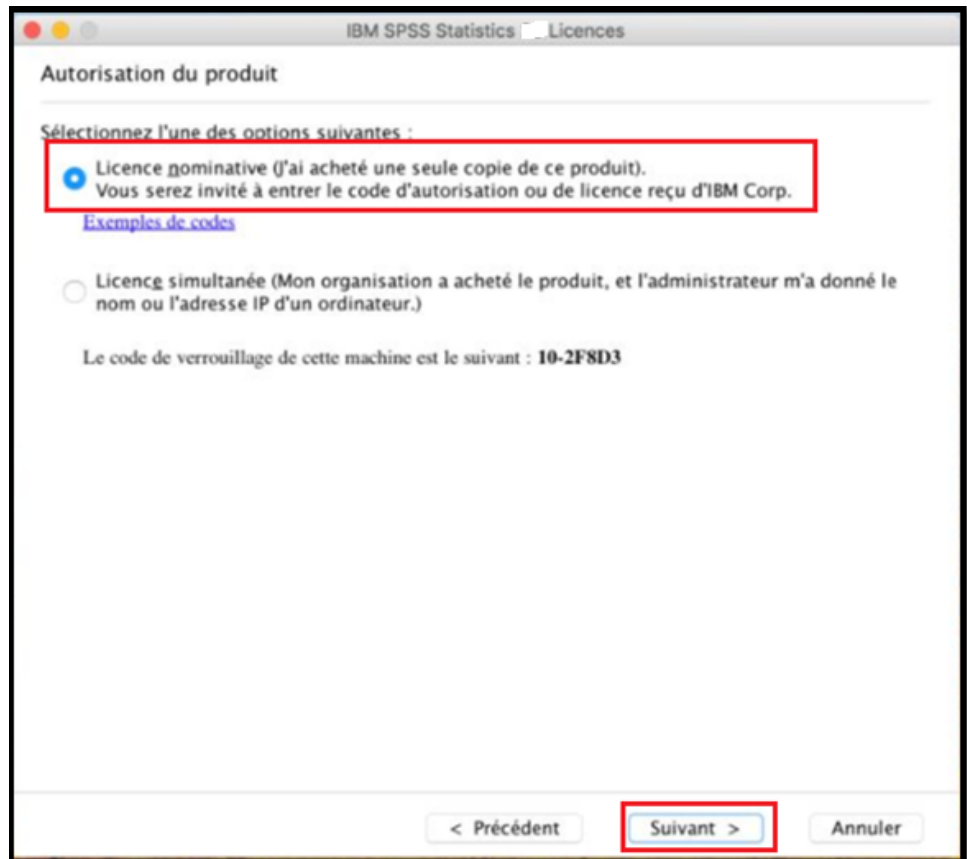 IBM SPSS Statistics Licences
Autorisation du produit
Sélectionnez l'une des options suivantes :
Licence nominative (J'ai acheté une seule copie de ce produit).
Vous serez invité à entrer le code d'autorisation ou de licence reçu d'IBM Corp.
Exemples de codes
Licence simultanée (Mon organisation a acheté le produit, et l'administrateur m'a donné le
nom ou l'adresse IP d'un ordinateur.)
Le code de verrouillage de cette machine est le suivant : 10-2F8D3
< Précédent
Suivant >
Annuler